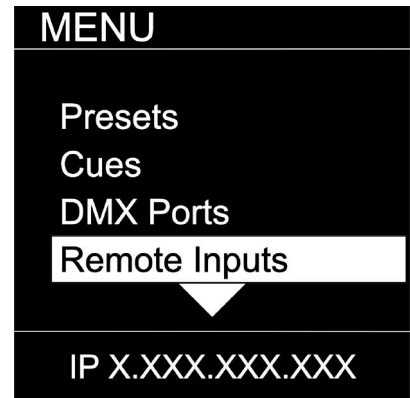 MENU
Presets
Cues
DMX Ports
Remote Inputs
IP X.XXX.XXX.XXX